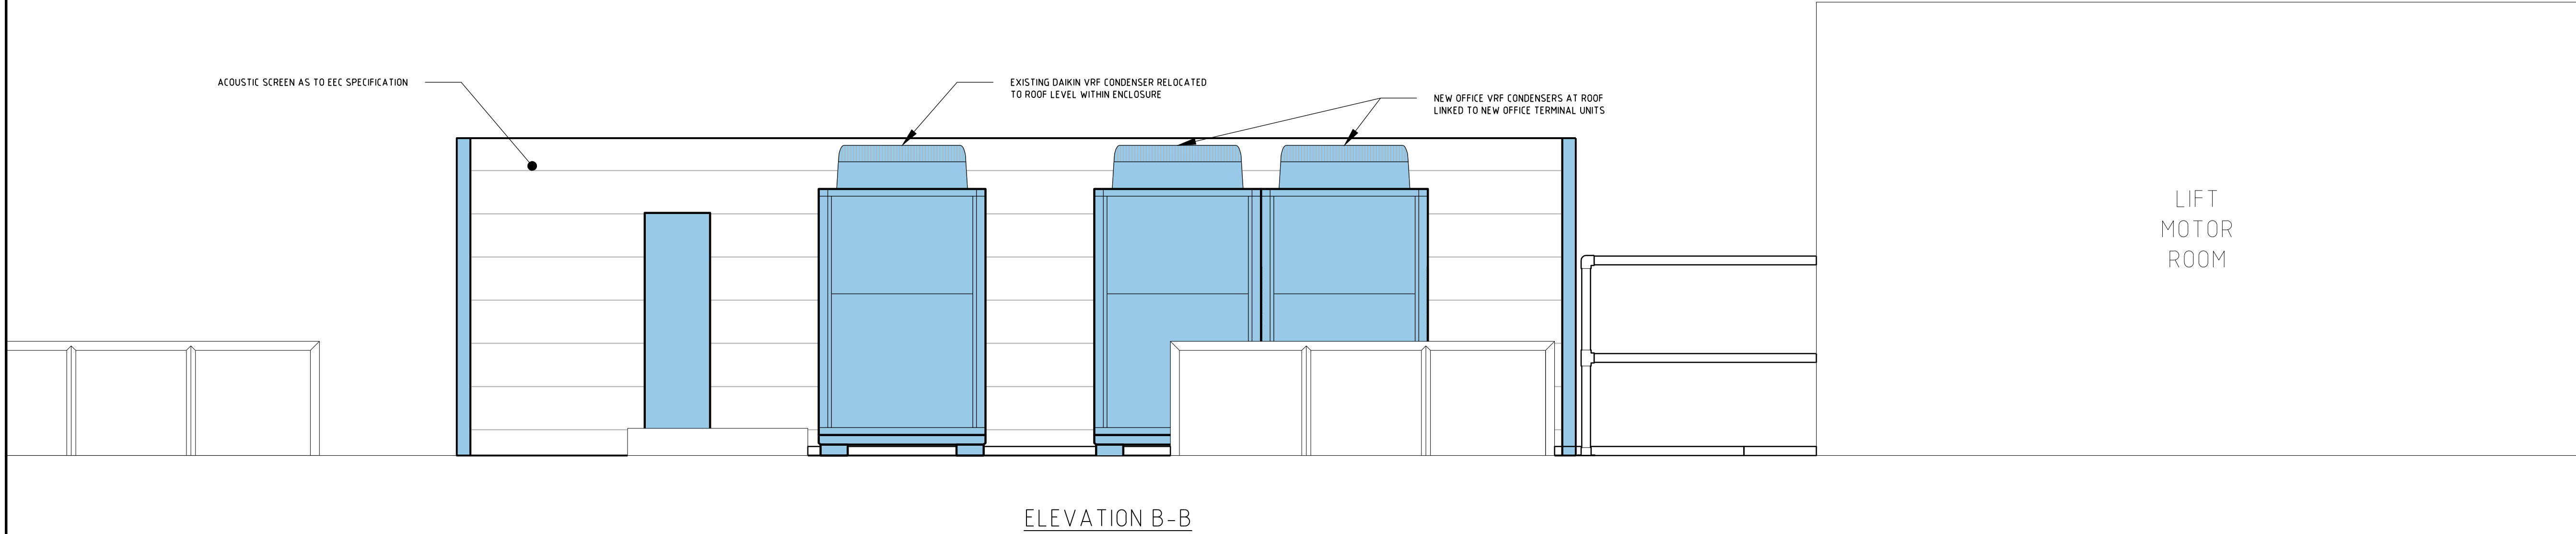 ACOUSTIC SCREEN AS TO EEC SPECIFICATION
EXISTING DAIKIN VRF CONDENSER RELOCATED
TO ROOF LEVEL WITHIN ENCLOSURE
NEW OFFICE VRF CONDENSERS AT ROOF
LINKED TO NEW OFFICE TERMINAL UNITS
LIFT
MOTOR
ROOM
ELEVATION B-B